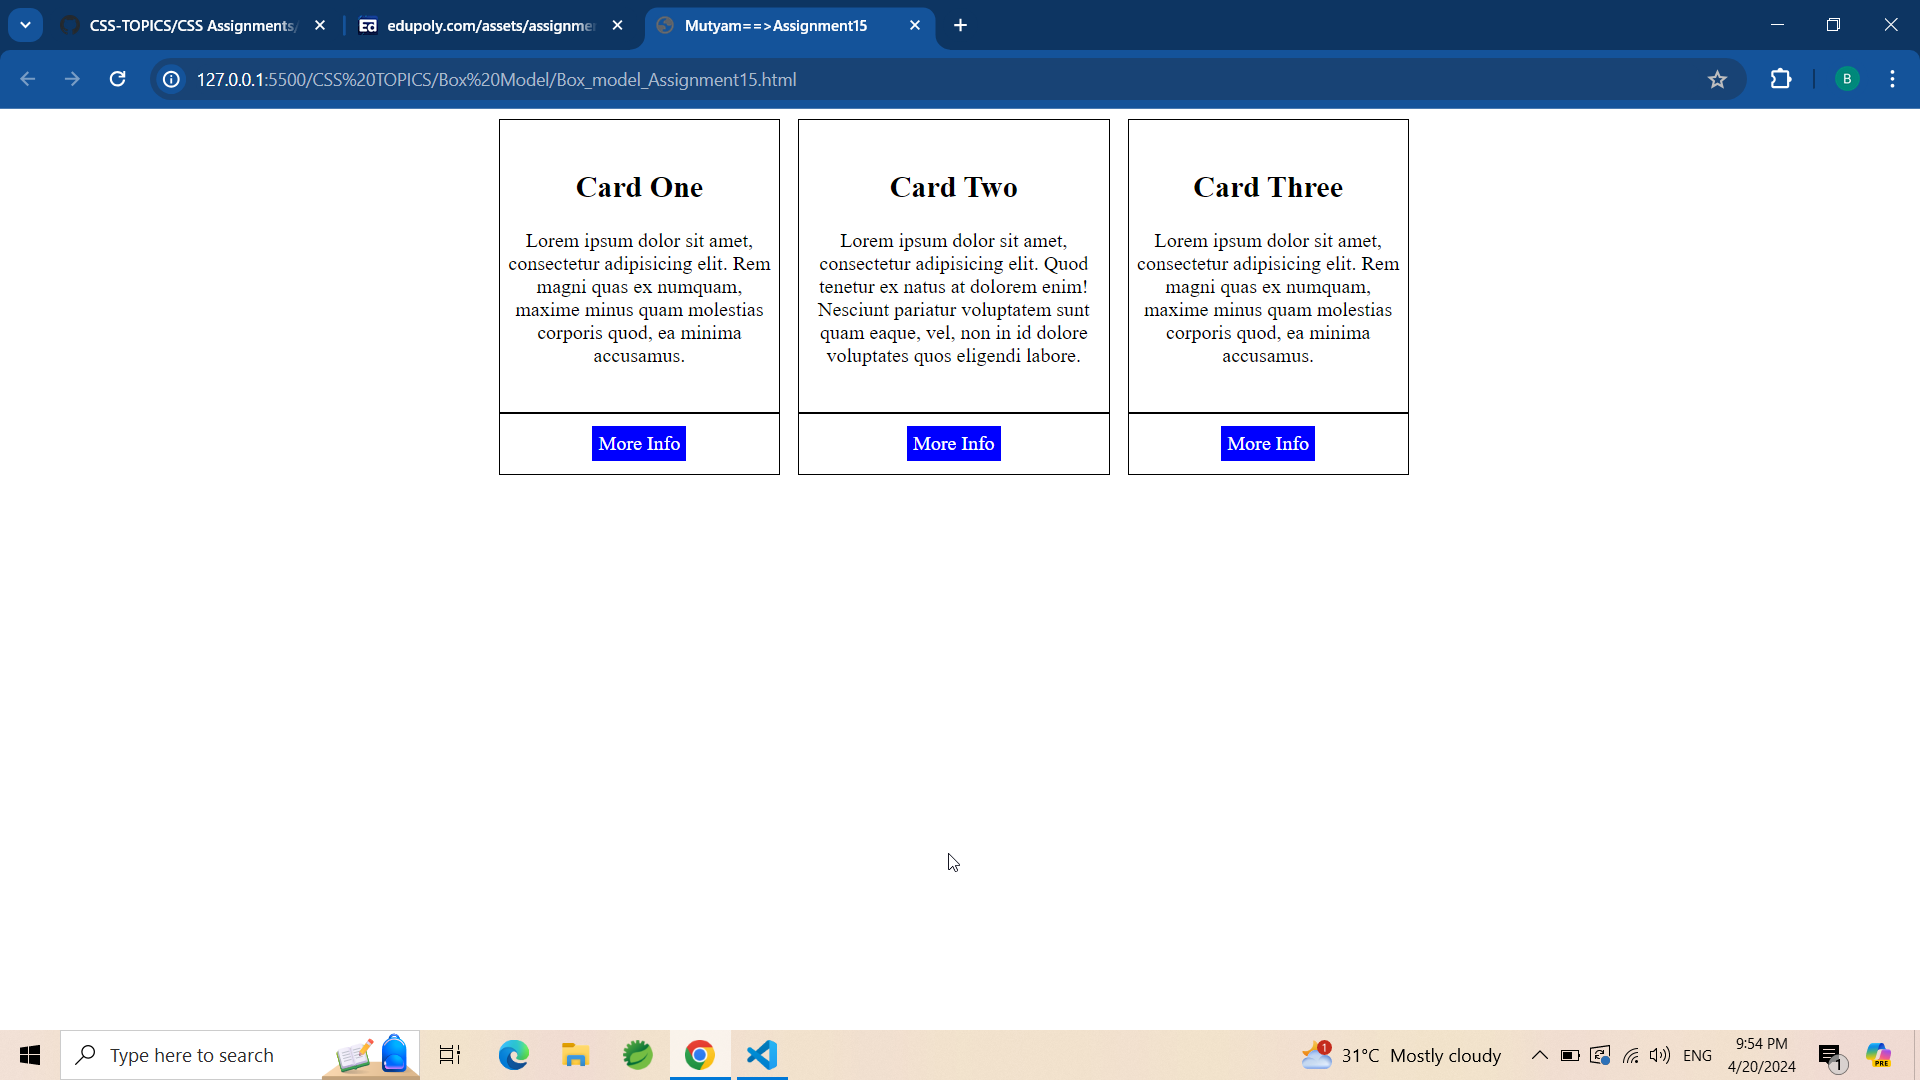 CSS-TOPICS/CSS Assignments/
Ed
edupoly.com/assets/assignmen
Mutyam==>Assignment15
127.0.0.1:5500/CSS%20TOPICS/Box%20Model/Box_model_Assignment15.html
B
Card One
Lorem ipsum dolor sit amet,
consectetur adipisicing elit. Rem
magni quas ex numquam,
maxime minus quam molestias
corporis quod, ea minima
accusamus.
More Info
Card Two
Lorem ipsum dolor sit amet,
consectetur adipisicing elit. Quod
tenetur ex natus at dolorem enim!
Nesciunt pariatur voluptatem sunt
quam eaque, vel, non in id dolore
voluptates quos eligendi labore.
More Info
Card Three
Lorem ipsum dolor sit amet,
consectetur adipisicing elit. Rem
magni quas ex numquam,
maxime minus quam molestias
corporis quod, ea minima
accusamus.
More Info
Type here to search
1
31°C Mostly cloudy
ENG
9:54 PM
4/20/2024
1
PRE